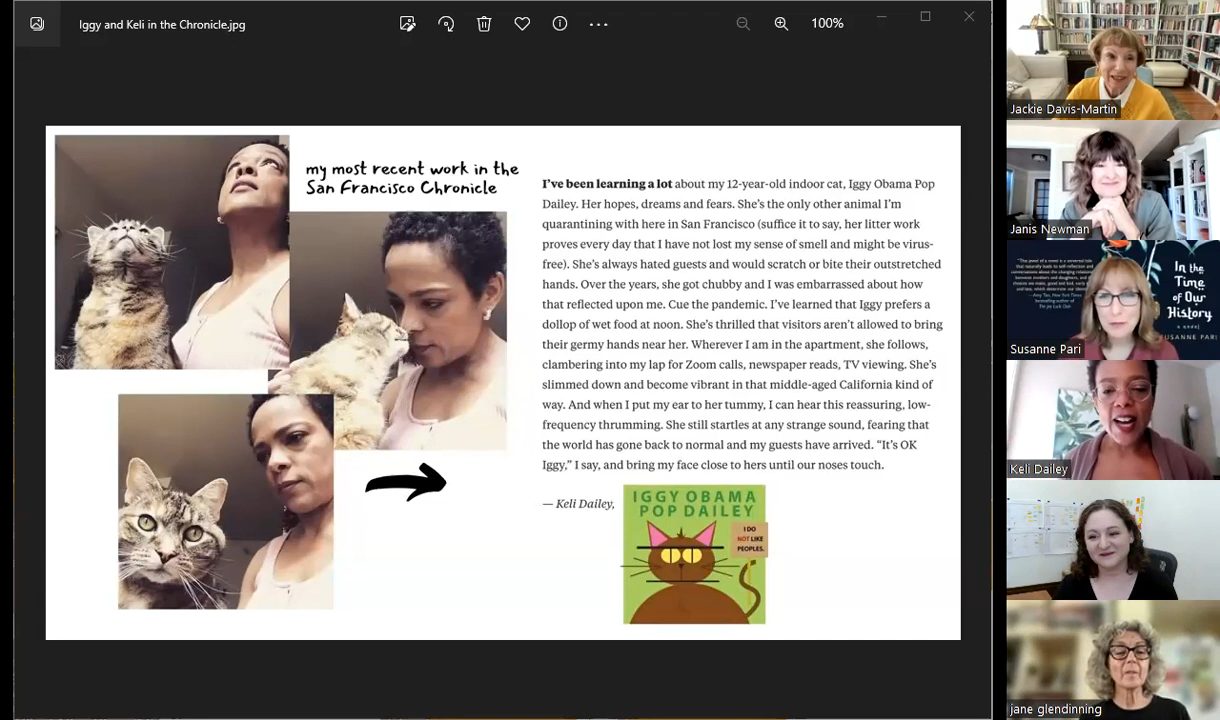 Iggy and Keli in the Chronicle.jpg
100%
my most recent work in the
San Francisco Chronicle
I've been learning a lot about my 12-year-old indoor cat, Iggy Obama Pop
Dailey. Her hopes, dreams and fears. She's the only other animal I'm
quarantining with here in San Francisco (suffice it to say, her litter work
proves every day that I have not lost my sense of smell and might be virus-
free). She's always hated guests and would scratch or bite their outstretched
hands. Over the years, she got chubby and I was embarrassed about how
that reflected upon me. Cue the pandemic. I've learned that Iggy prefers a
dollop of wet food at noon. She's thrilled that visitors aren't allowed to bring
their germy hands near her. Wherever I am in the apartment, she follows,
clambering into my lap for Zoom calls, newspaper reads, TV viewing. She's
slimmed down and become vibrant in that middle-aged California kind of
way. And when I put my ear to her tummy, I can hear this reassuring, low-
frequency thrumming. She still startles at any strange sound, fearing that
the world has gone back to normal and my guests have arrived. “It's OK
Iggy,” I say, and bring my face close to hers until our noses touch.
— Keli Dailey,
IGGY OBAMA
POP DAILEY
I DO
NOT LIKE
PEOPLES.
Jackie Davis-Martin
Janis Newman
In the
Time
of Our
History
a novel
SUSANNE PARI
Susanne Pari
Keli Dailey
jane glendinning